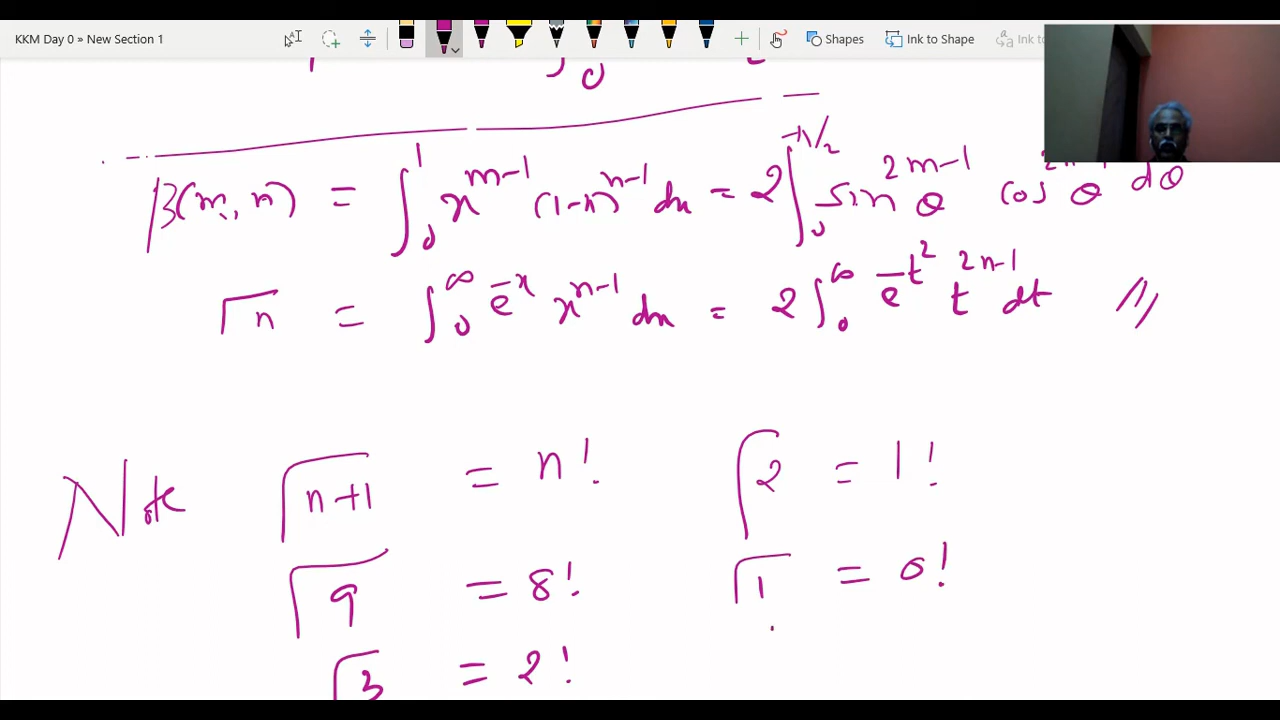 KKM Day 0 » New Section 1
Shapes Ink to Shape Ink to
β(m, n) = ∫₀¹ x^(m-1) (1-x)^(n-1) dx = 2 ∫₀^(π/2) sin^(2m-1) θ cos θ dθ
Γn = ∫₀^∞ e^(-x) x^(n-1) dx = 2 ∫₀^∞ e^(-t²) t^(2n-1) dt
Note Γ(n+1) = n! Γ2 = 1!
Γ9 = 8! Γ1 = 0!
Γ3 = 2!